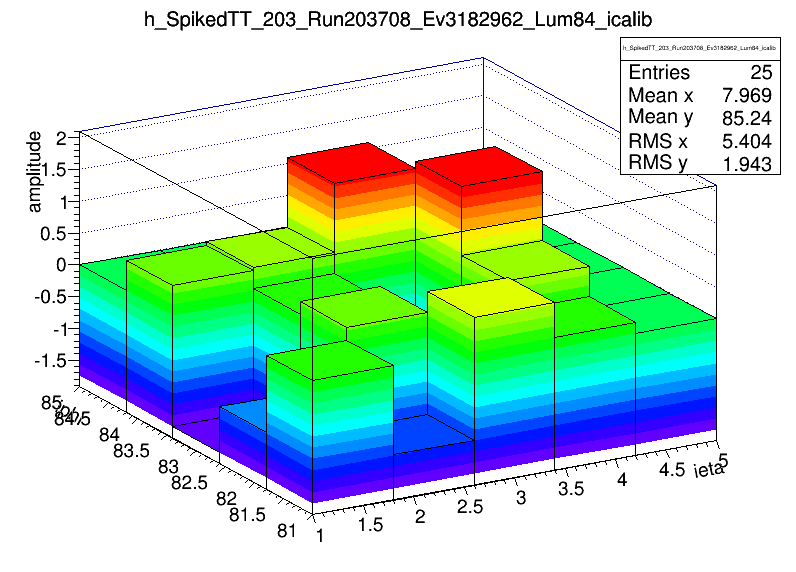 h_SpikedTT_203_Run203708_Ev3182962_Lum84_icalib
h_SpikedTT_203_Run203708_Ev3182962_Lum84_icalib
Entries 25
Mean x 7.969
Mean y 85.24
RMS x 5.404
RMS y 1.943
amplitude
2
1.5
1
0.5
0
-0.5
-1
-1.5
85
84.5
84
83.5
83
82.5
82
81.5
81
1
1.5
2
2.5
3
3.5
4
4.5
5
ieta